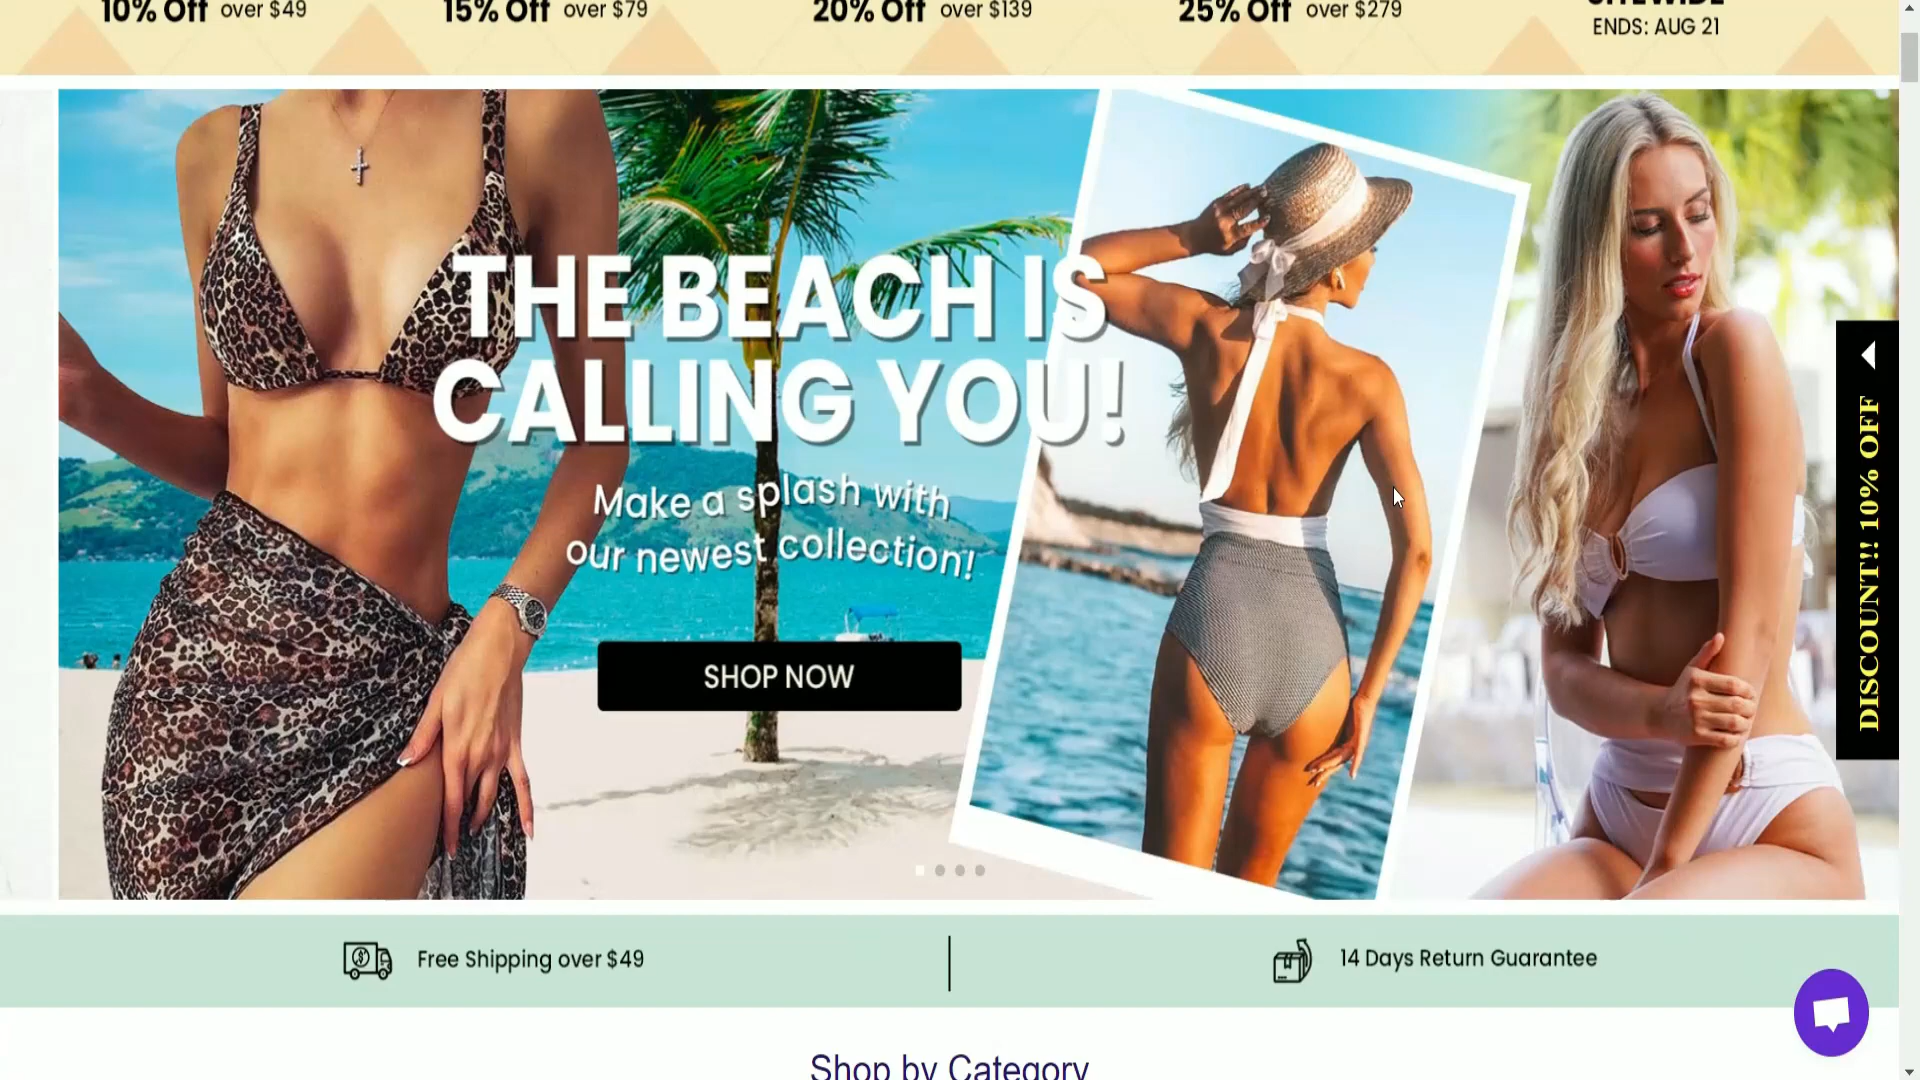 10% Off over $49
15% Off over $79
20% Off over $139
25% Off over $279
SITEWIDE
ENDS: AUG 21
THE BEACH IS
CALLING YOU!
Make a splash with
our newest collection!
SHOP NOW
DISCOUNT!! 10% OFF
Free Shipping over $49
14 Days Return Guarantee
Shop by Category